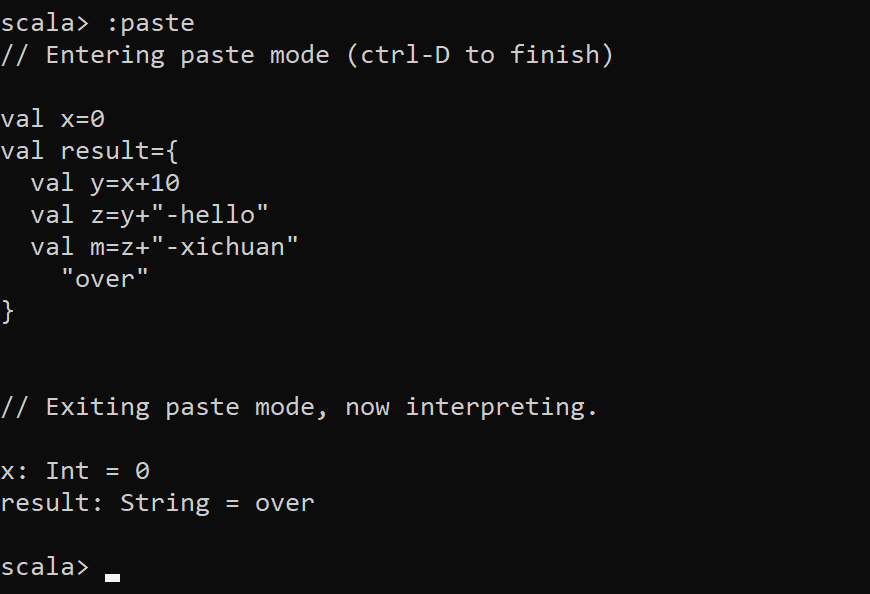 scala> :paste
// Entering paste mode (ctrl-D to finish)
val x=0
val result={
  val y=x+10
  val z=y+"-hello"
  val m=z+"-xichuan"
    "over"
}
// Exiting paste mode, now interpreting.
x: Int = 0
result: String = over
scala>